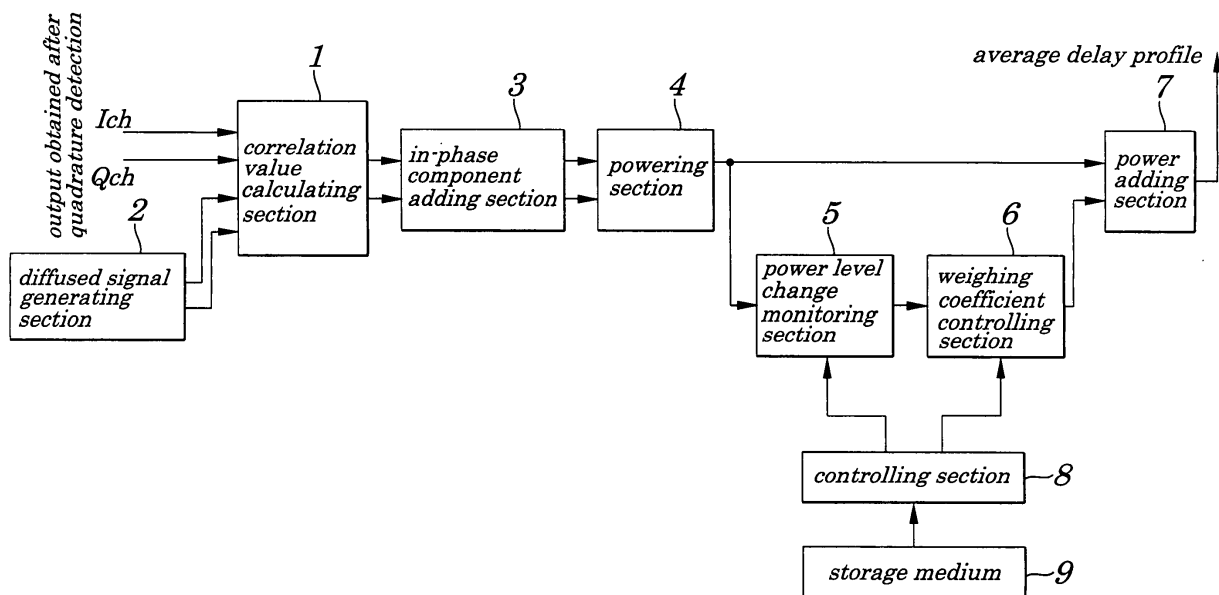 output obtained after
quadrature detection
Ich
Qch
1
correlation
value
calculating
section
2
diffused signal
generating
section
3
in-phase
component
adding section
4
powering
section
average delay profile
7
power
adding
section
5
power level
change
monitoring
section
6
weighing
coefficient
controlling
section
controlling section
8
storage medium
9